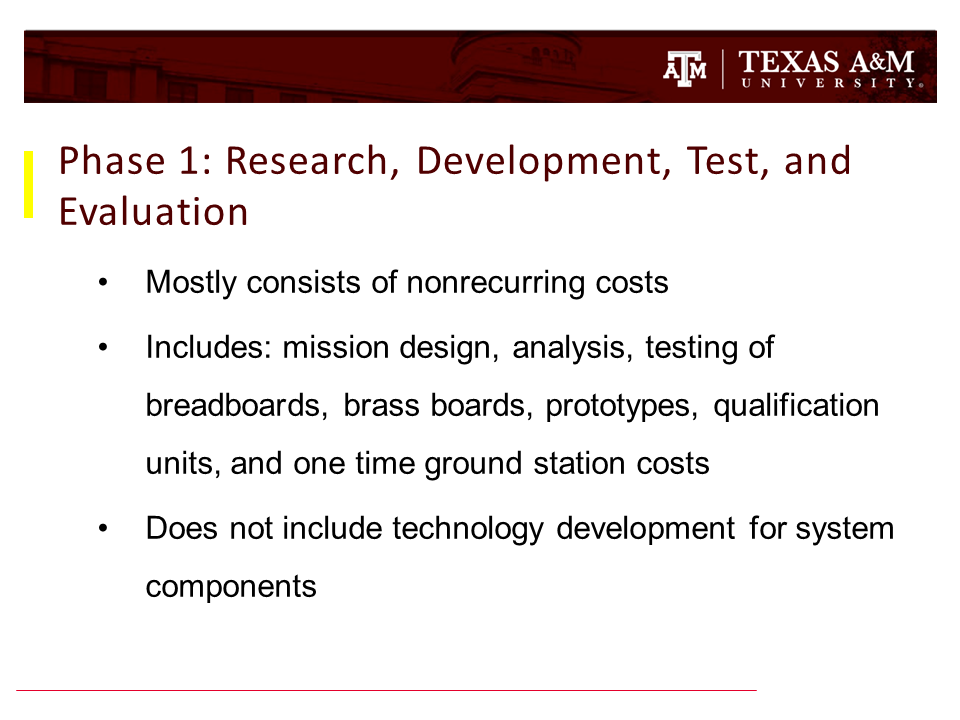 ATM | TEXAS A&M
UNIVERSITY®
Phase 1: Research, Development, Test, and
Evaluation
• Mostly consists of nonrecurring costs
• Includes: mission design, analysis, testing of
breadboards, brass boards, prototypes, qualification
units, and one time ground station costs
• Does not include technology development for system
components